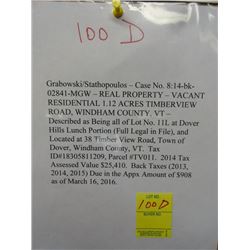 100 D
Grabowski/Stathopoulos – Case No. 8:14-bk-
02841-MGW – REAL PROPERTY – VACANT
RESIDENTIAL 1.12 ACRES TIMBERVIEW
ROAD, WINDHAM COUNTY, VT –
Described as Being all of Lot No. 11L at Dover
Hills Lunch Portion (Full Legal in File), and
Located at 38 Timber View Road, Town of
Dover, Windham County, VT. Tax
ID#18305811209, Parcel #TV011. 2014 Tax
Assessed Value $25,410. Back Taxes (2013,
2014, 2015) Due in the Appx Amount of $908
as of March 16, 2016.
LOT NO.
100D
BUYER NO.